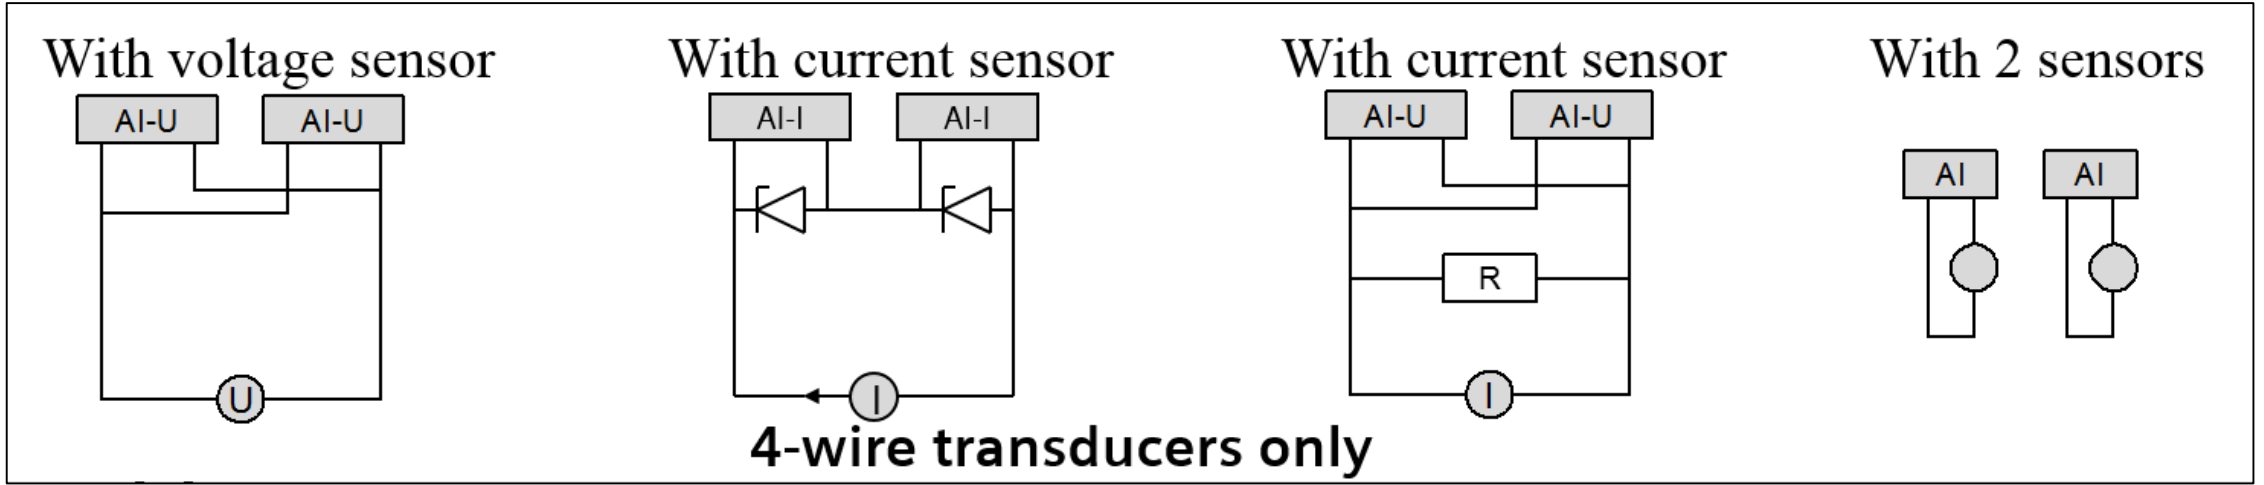 With voltage sensor
With current sensor
With current sensor
With 2 sensors
AI-U
AI-U
AI-I
AI-I
AI-U
AI-U
AI
AI
R
U
I
I
4-wire transducers only